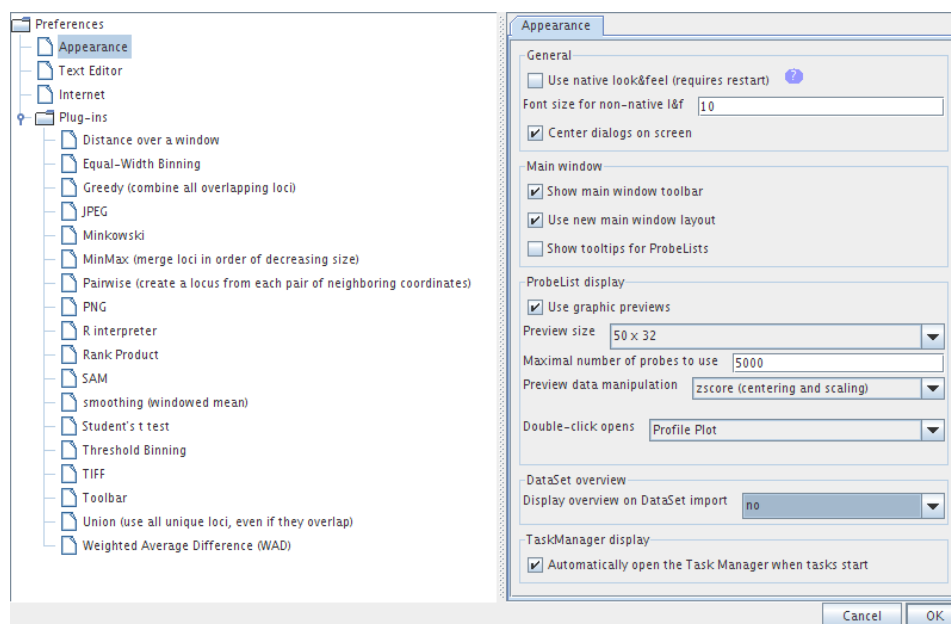 Preferences
Appearance
Text Editor
Internet
Plug-ins
Distance over a window
Equal-Width Binning
Greedy (combine all overlapping loci)
JPEG
Minkowski
MinMax (merge loci in order of decreasing size)
Pairwise (create a locus from each pair of neighboring coordinates)
PNG
R interpreter
Rank Product
SAM
smoothing (windowed mean)
Student's t test
Threshold Binning
TIFF
Toolbar
Union (use all unique loci, even if they overlap)
Weighted Average Difference (WAD)
Appearance
General
Use native look&feel (requires restart) ?
Font size for non-native l&f 10
Center dialogs on screen
Main window
Show main window toolbar
Use new main window layout
Show tooltips for ProbeLists
ProbeList display
Use graphic previews
Preview size 50 x 32
Maximal number of probes to use 5000
Preview data manipulation zscore (centering and scaling)
Double-click opens Profile Plot
DataSet overview
Display overview on DataSet import no
TaskManager display
Automatically open the Task Manager when tasks start
Cancel OK